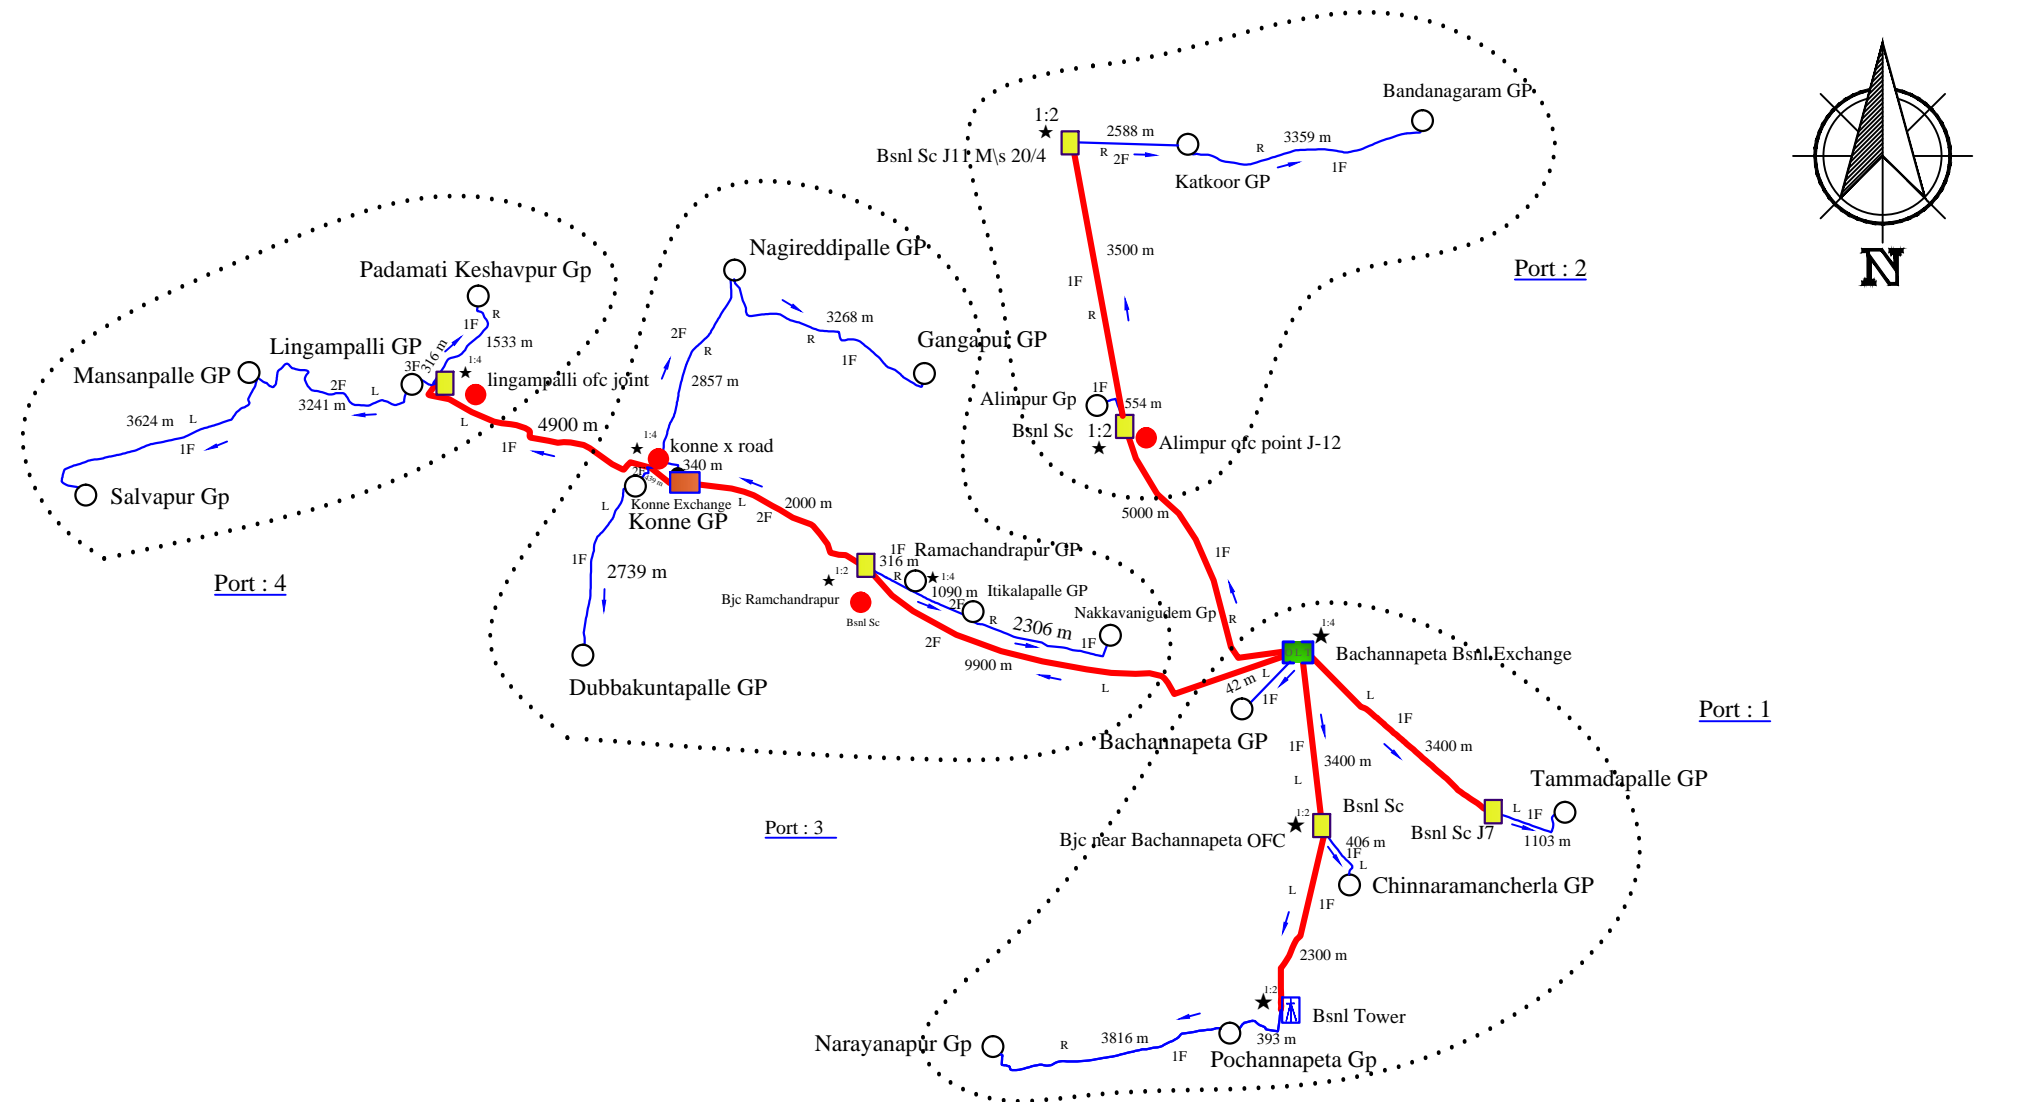 Bandanagaram GP
1:2
2588 m
3359 m
R
Bsnl Sc J11 M\s 20/4
R
2F
1F
Katkoor GP
N
Port : 2
3500 m
1F
R
Nagireddipalle GP
Padamati Keshavpur Gp
R
1F
1533 m
316 m
3268 m
2F
R
R
1F
Gangapur GP
Lingampalli GP
1:4
3F
lingampalli ofc joint
Mansanpalle GP
2F
L
3241 m
2857 m
1F
Alimpur Gp
554 m
3624 m
L
1F
L
4900 m
1F
Bsnl Sc
1:2
Alimpur ofc point J-12
1:4
konne x road
340 m
2F
Salvapur Gp
L
Konne Exchange
Konne GP
L
2F
2000 m
5000 m
1F
1F
2739 m
1F
Ramachandrapur GP
316 m
R
1:2
1:4
1090 m
2F
Itikalapalle GP
Port : 4
Bjc Ramchandrapur
Bsnl Sc
R
Nakkavanigudem Gp
2306 m
1F
R
2F
9900 m
L
1:4
O L T
Bachannapeta Bsnl Exchange
42 m
L
1F
L
Dubbakuntapalle GP
Bachannapeta GP
1F
Port : 1
1F
3400 m
3400 m
L
Tammadapalle GP
Port : 3
1:2
Bsnl Sc
L
1F
Bjc near Bachannapeta OFC
Bsnl Sc J7
1103 m
406 m
1F
L
Chinnaramancherla GP
L
1F
2300 m
1:2
Bsnl Tower
Narayanapur Gp
R
3816 m
1F
393 m
Pochannapeta Gp